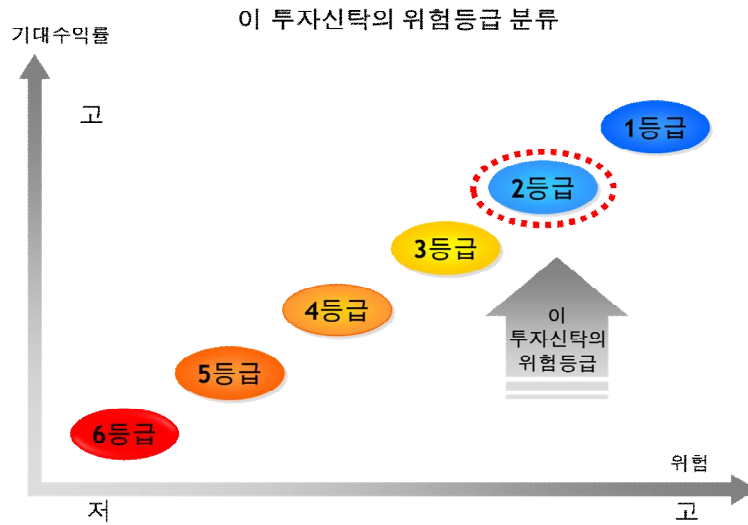 이 투자신탁의 위험등급 분류
기대수익률
고
1등급
2등급
3등급
4등급
5등급
6등급
이
투자신탁의
위험등급
위험
저
고